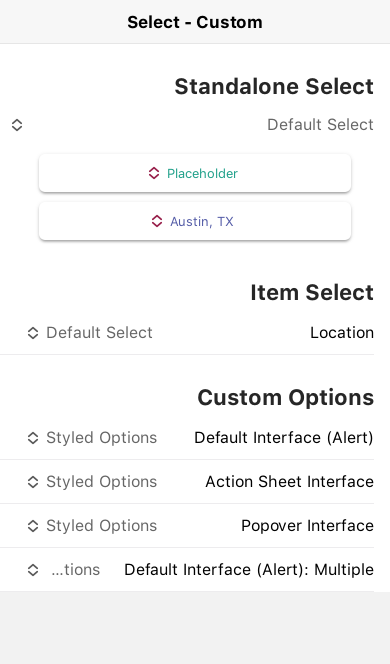 Select - Custom
Standalone Select
Default Select
Placeholder
Austin, TX
Item Select
Location Default Select
Custom Options
Default Interface (Alert) Styled Options
Action Sheet Interface Styled Options
Popover Interface Styled Options
Default Interface (Alert): Multiple ...tions